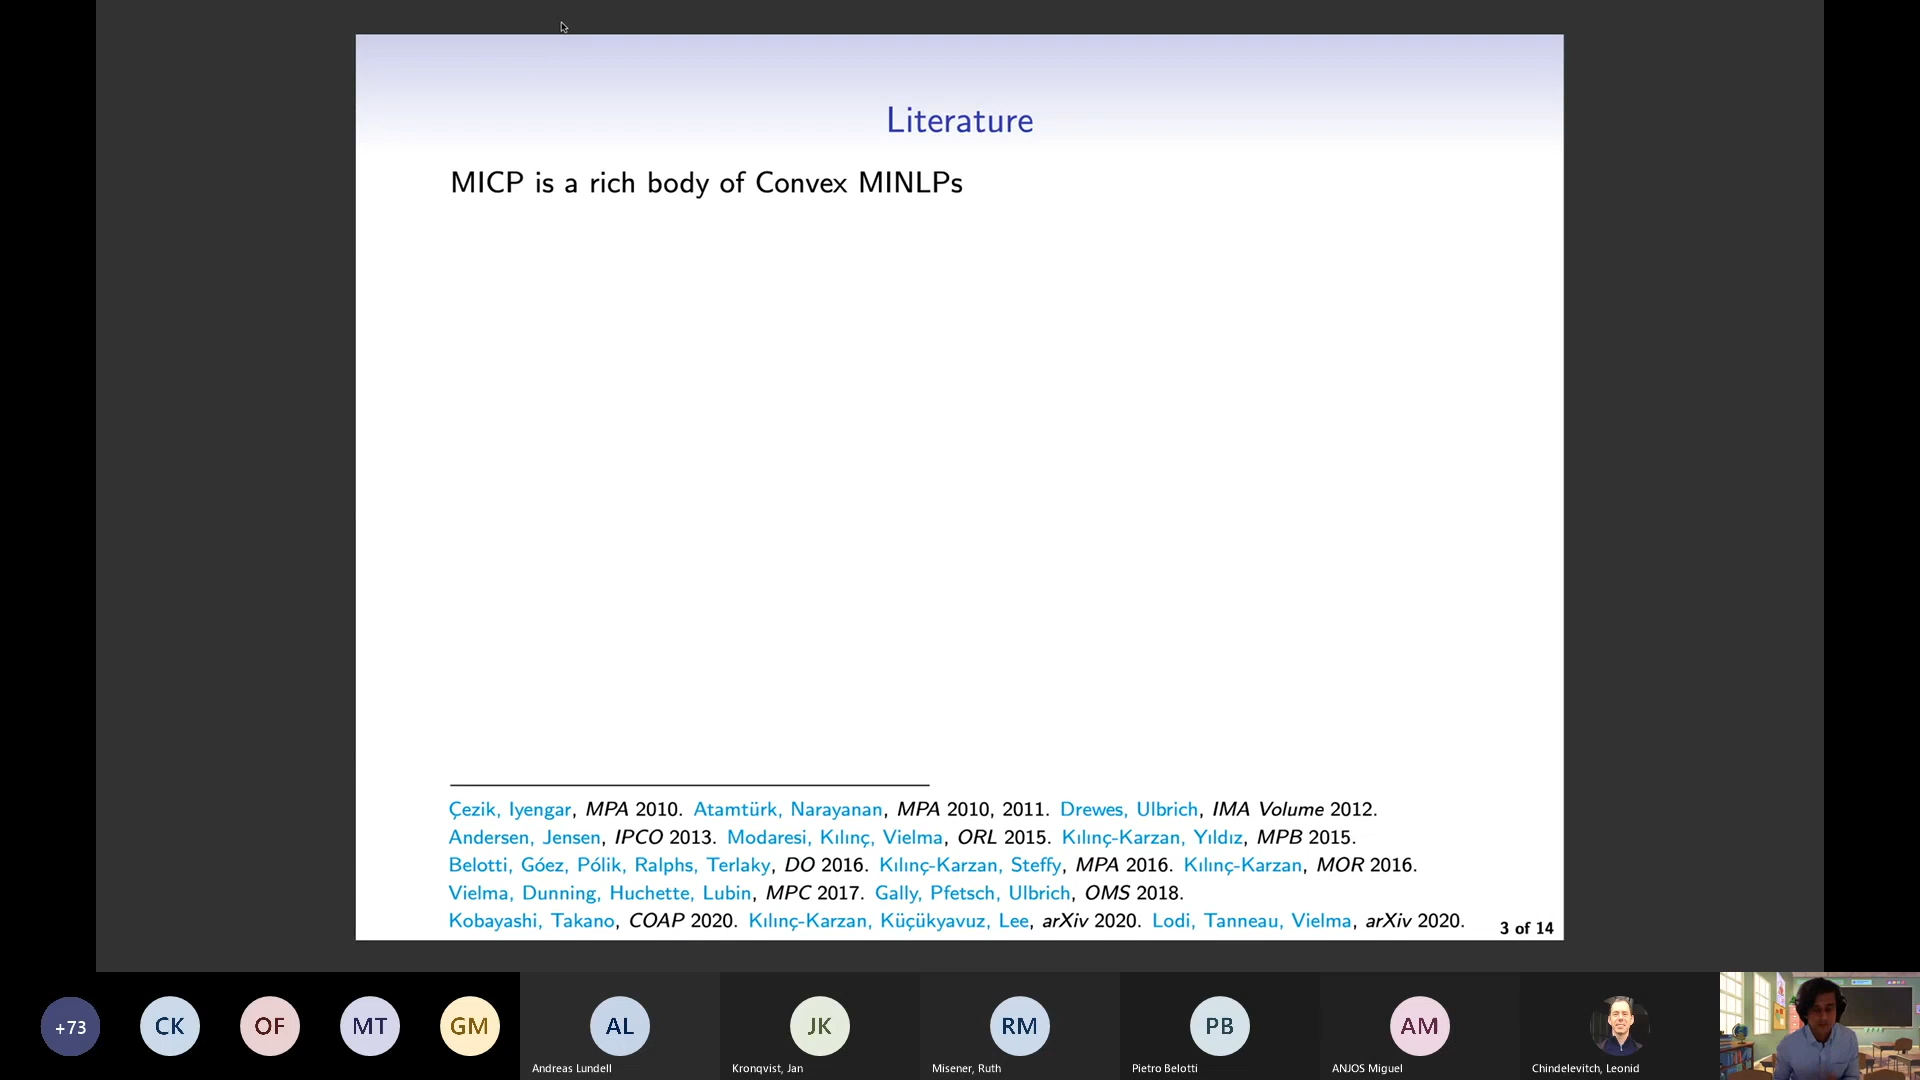 Literature
MICP is a rich body of Convex MINLPs
Çezik, Iyengar, MPA 2010. Atamtürk, Narayanan, MPA 2010, 2011. Drewes, Ulbrich, IMA Volume 2012.
Andersen, Jensen, IPCO 2013. Modaresi, Kılınç, Vielma, ORL 2015. Kılınç-Karzan, Yıldız, MPB 2015.
Belotti, Góez, Pólik, Ralphs, Terlaky, DO 2016. Kılınç-Karzan, Steffy, MPA 2016. Kılınç-Karzan, MOR 2016.
Vielma, Dunning, Huchette, Lubin, MPC 2017. Gally, Pfetsch, Ulbrich, OMS 2018.
Kobayashi, Takano, COAP 2020. Kılınç-Karzan, Küçükyavuz, Lee, arXiv 2020. Lodi, Tanneau, Vielma, arXiv 2020.
3 of 14
+73 CK OF MT GM AL JK RM PB AM
Andreas Lundell Kronqvist, Jan Misener, Ruth Pietro Belotti ANJOS Miguel Chindelevitch, Leonid